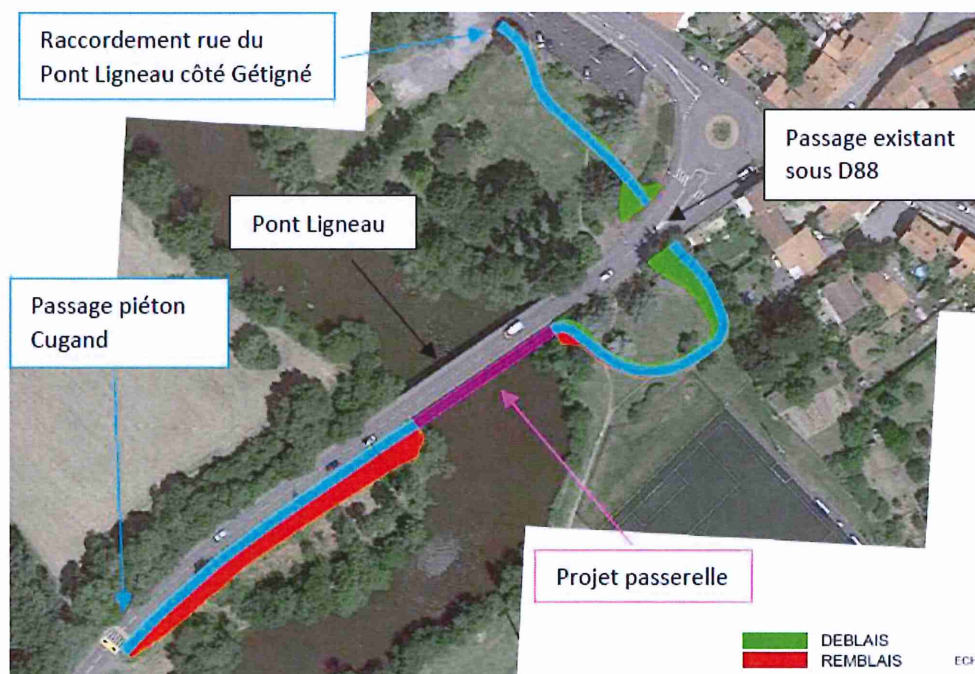 Raccordement rue du
Pont Ligneau côté Gétigné
Passage existant
sous D88
Pont Ligneau
Passage piéton
Cugand
Projet passerelle
DEBLAIS
REMBLAIS
ECH